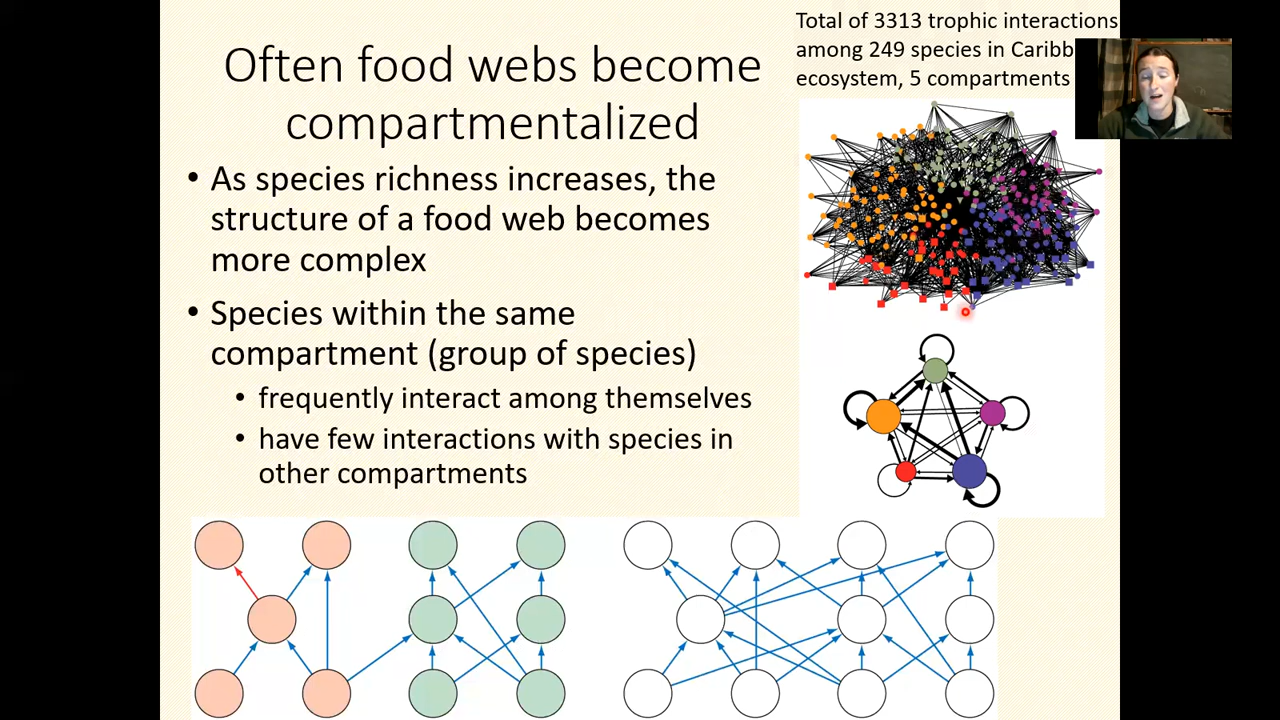 Total of 3313 trophic interactions
among 249 species in Caribb
ecosystem, 5 compartments
Often food webs become
compartmentalized
• As species richness increases, the
structure of a food web becomes
more complex
• Species within the same
compartment (group of species)
• frequently interact among themselves
• have few interactions with species in
other compartments